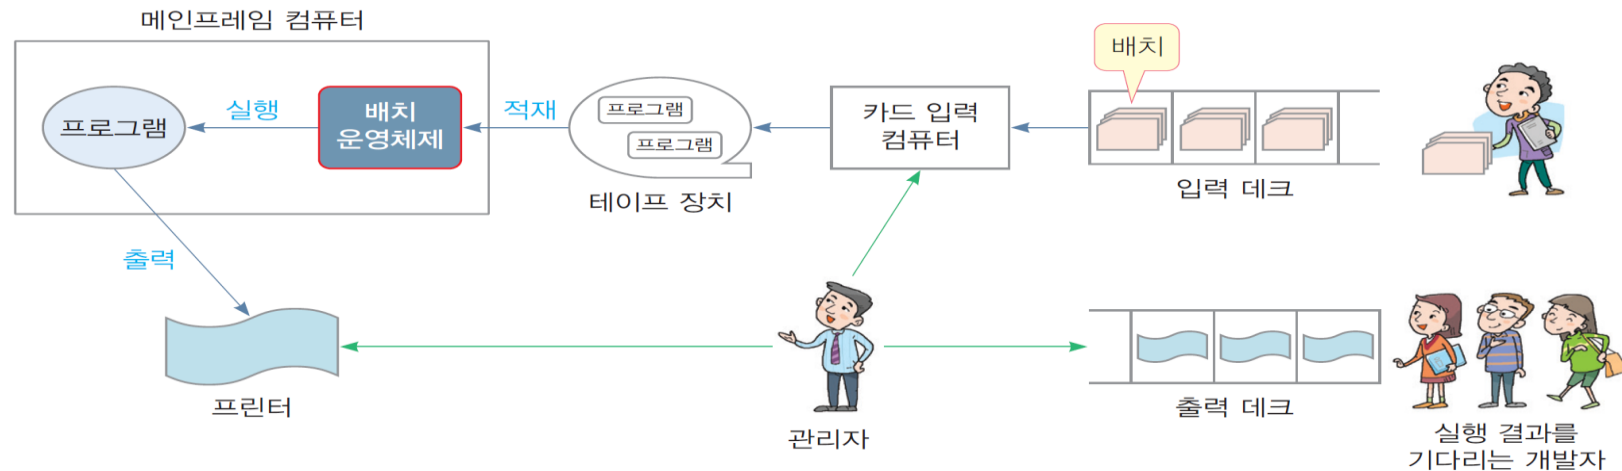 메인프레임 컴퓨터
배치
프로그램
실행
배치
운영체제
적재
프로그램
프로그램
테이프 장치
카드 입력
컴퓨터
입력 데크
출력
프린터
관리자
출력 데크
실행 결과를
기다리는 개발자